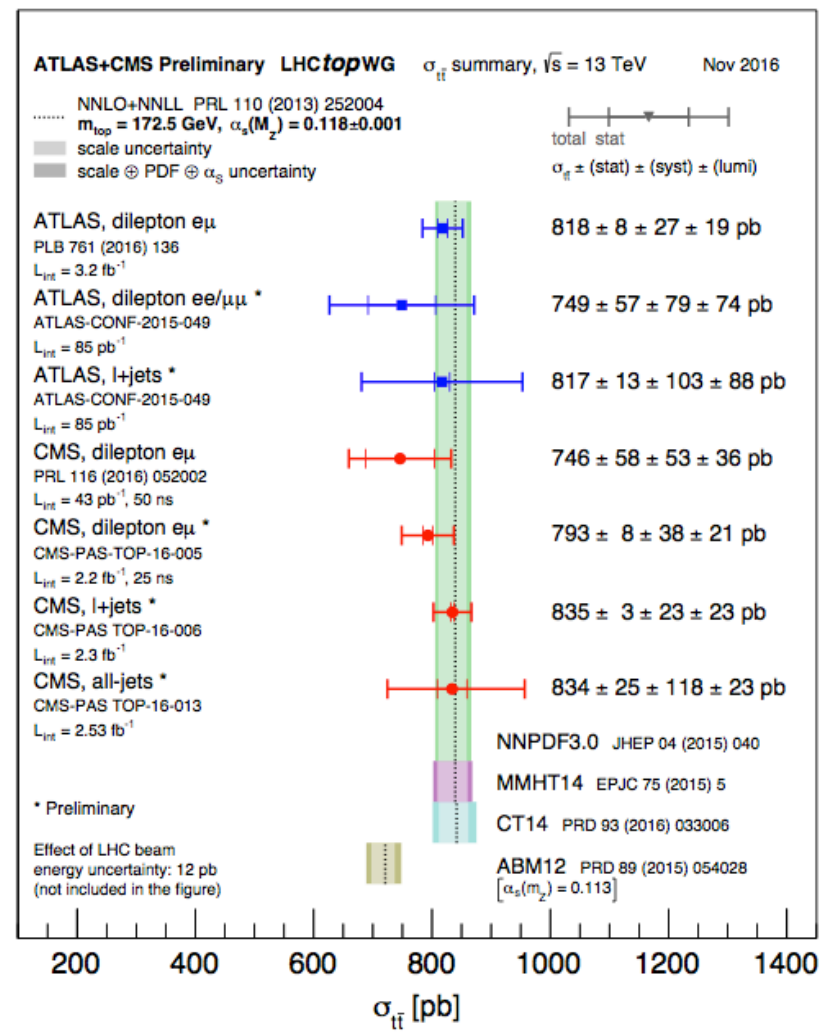 ATLAS+CMS Preliminary LHCtopWG σtt̄ summary, √s = 13 TeV Nov 2016
NNLO+NNLL PRL 110 (2013) 252004
mtop = 172.5 GeV, αs(MZ) = 0.118±0.001
scale uncertainty
scale ⊕ PDF ⊕ αS uncertainty
total stat
σtt̄ ± (stat) ± (syst) ± (lumi)
ATLAS, dilepton eμ 818 ± 8 ± 27 ± 19 pb
PLB 761 (2016) 136
Lint = 3.2 fb-1
ATLAS, dilepton ee/μμ * 749 ± 57 ± 79 ± 74 pb
ATLAS-CONF-2015-049
Lint = 85 pb-1
ATLAS, l+jets * 817 ± 13 ± 103 ± 88 pb
ATLAS-CONF-2015-049
Lint = 85 pb-1
CMS, dilepton eμ 746 ± 58 ± 53 ± 36 pb
PRL 116 (2016) 052002
Lint = 43 pb-1, 50 ns
CMS, dilepton eμ * 793 ± 8 ± 38 ± 21 pb
CMS-PAS-TOP-16-005
Lint = 2.2 fb-1, 25 ns
CMS, l+jets * 835 ± 3 ± 23 ± 23 pb
CMS-PAS TOP-16-006
Lint = 2.3 fb-1
CMS, all-jets * 834 ± 25 ± 118 ± 23 pb
CMS-PAS TOP-16-013
Lint = 2.53 fb-1
NNPDF3.0 JHEP 04 (2015) 040
MMHT14 EPJC 75 (2015) 5
* Preliminary
CT14 PRD 93 (2016) 033006
Effect of LHC beam
energy uncertainty: 12 pb
(not included in the figure)
ABM12 PRD 89 (2015) 054028
[αs(mZ) = 0.113]
200 400 600 800 1000 1200 1400
σtt̄ [pb]